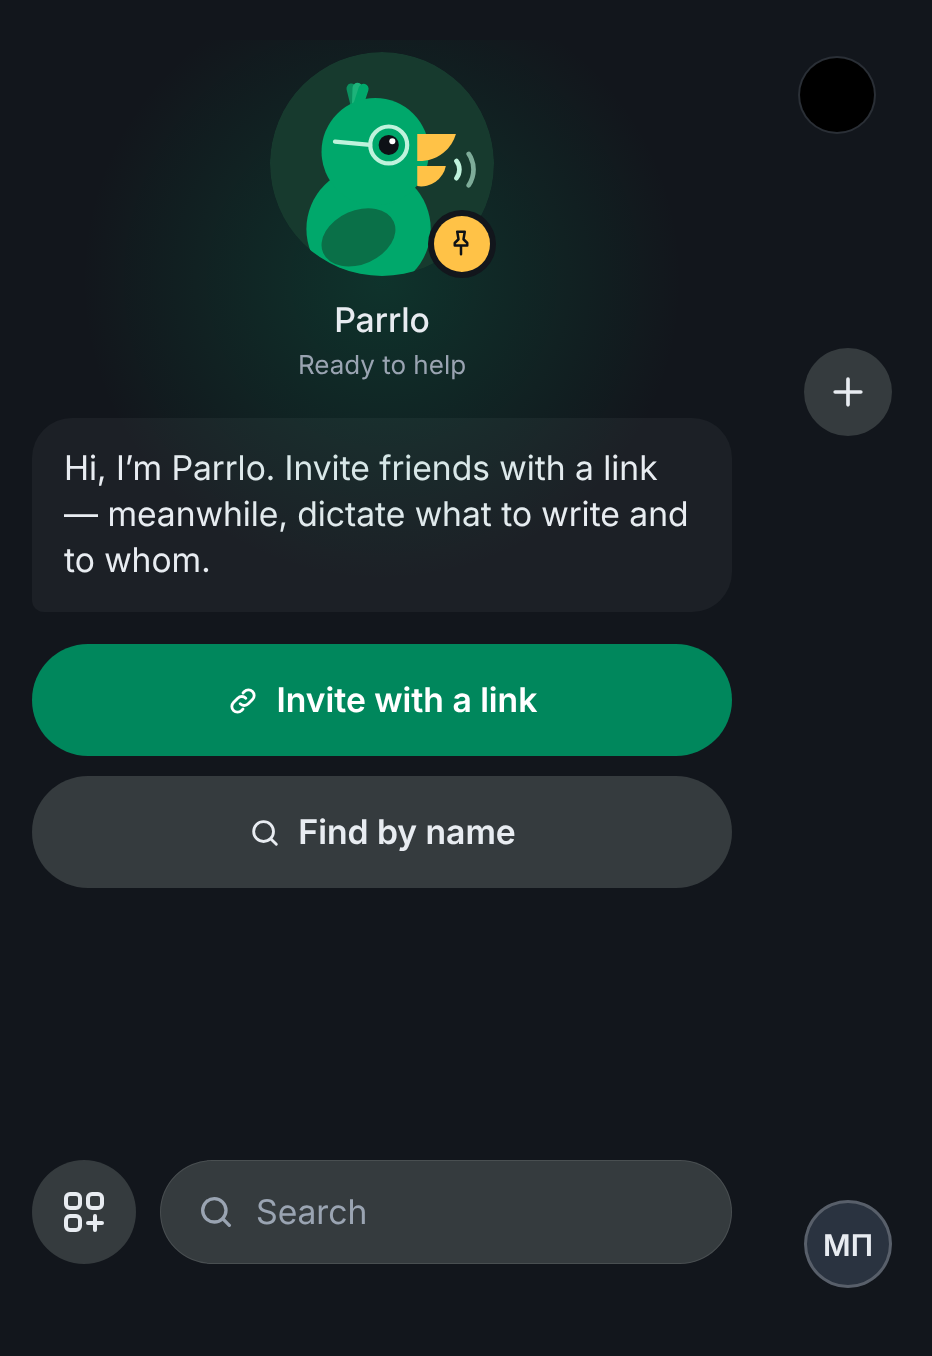 Parrlo
Ready to help
Hi, I’m Parrlo. Invite friends with a link
— meanwhile, dictate what to write and
to whom.
Invite with a link
Find by name
Search
МП